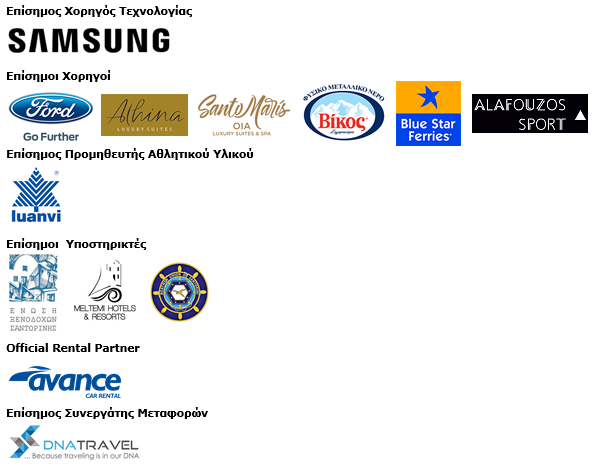 Επίσημος Χορηγός Τεχνολογίας
SAMSUNG
Επίσημοι Χορηγοί
Ford
Go Further
Athina
LUXURY SUITES
Santo Maris
OIA
LUXURY SUITES & SPA
ΦΥΣΙΚΟ ΜΕΤΑΛΛΙΚΟ ΝΕΡΟ
Βίκος
Blue Star
Ferries
ALAFOUZOS
SPORT
Επίσημος Προμηθευτής Αθλητικού Υλικού
luanvi
Επίσημοι Υποστηρικτές
ΕΝΩΣΗ
ΞΕΝΟΔΟΧΩΝ
ΣΑΝΤΟΡΙΝΗΣ
MELTEMI HOTELS
& RESORTS
Official Rental Partner
avance
CAR RENTAL
Επίσημος Συνεργάτης Μεταφορών
DNATRAVEL
... Because traveling is in our DNA